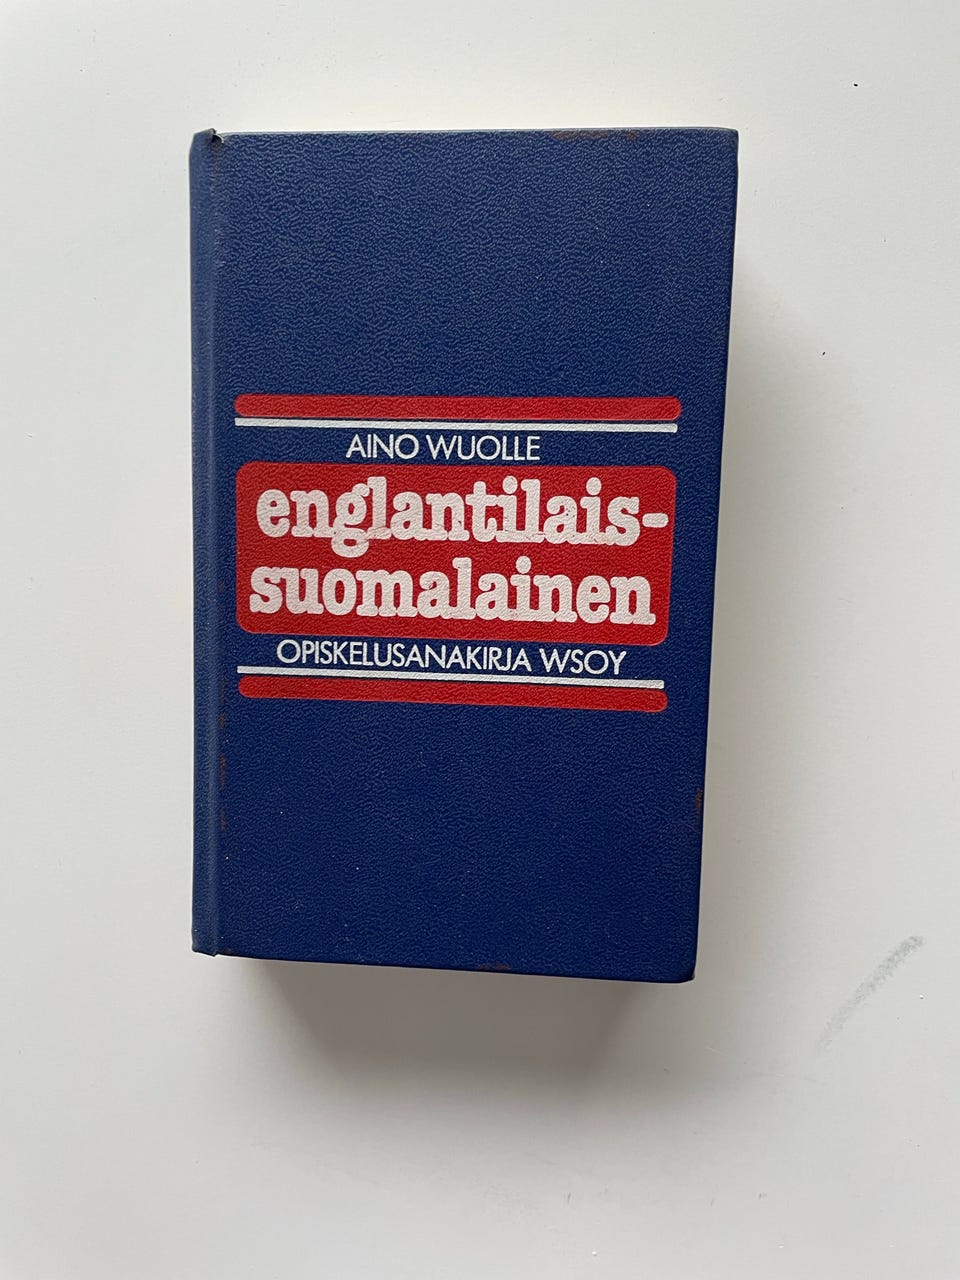 AINO WUOLLE
englantilais-
suomalainen
OPISKELUSANAKIRJA WSOY